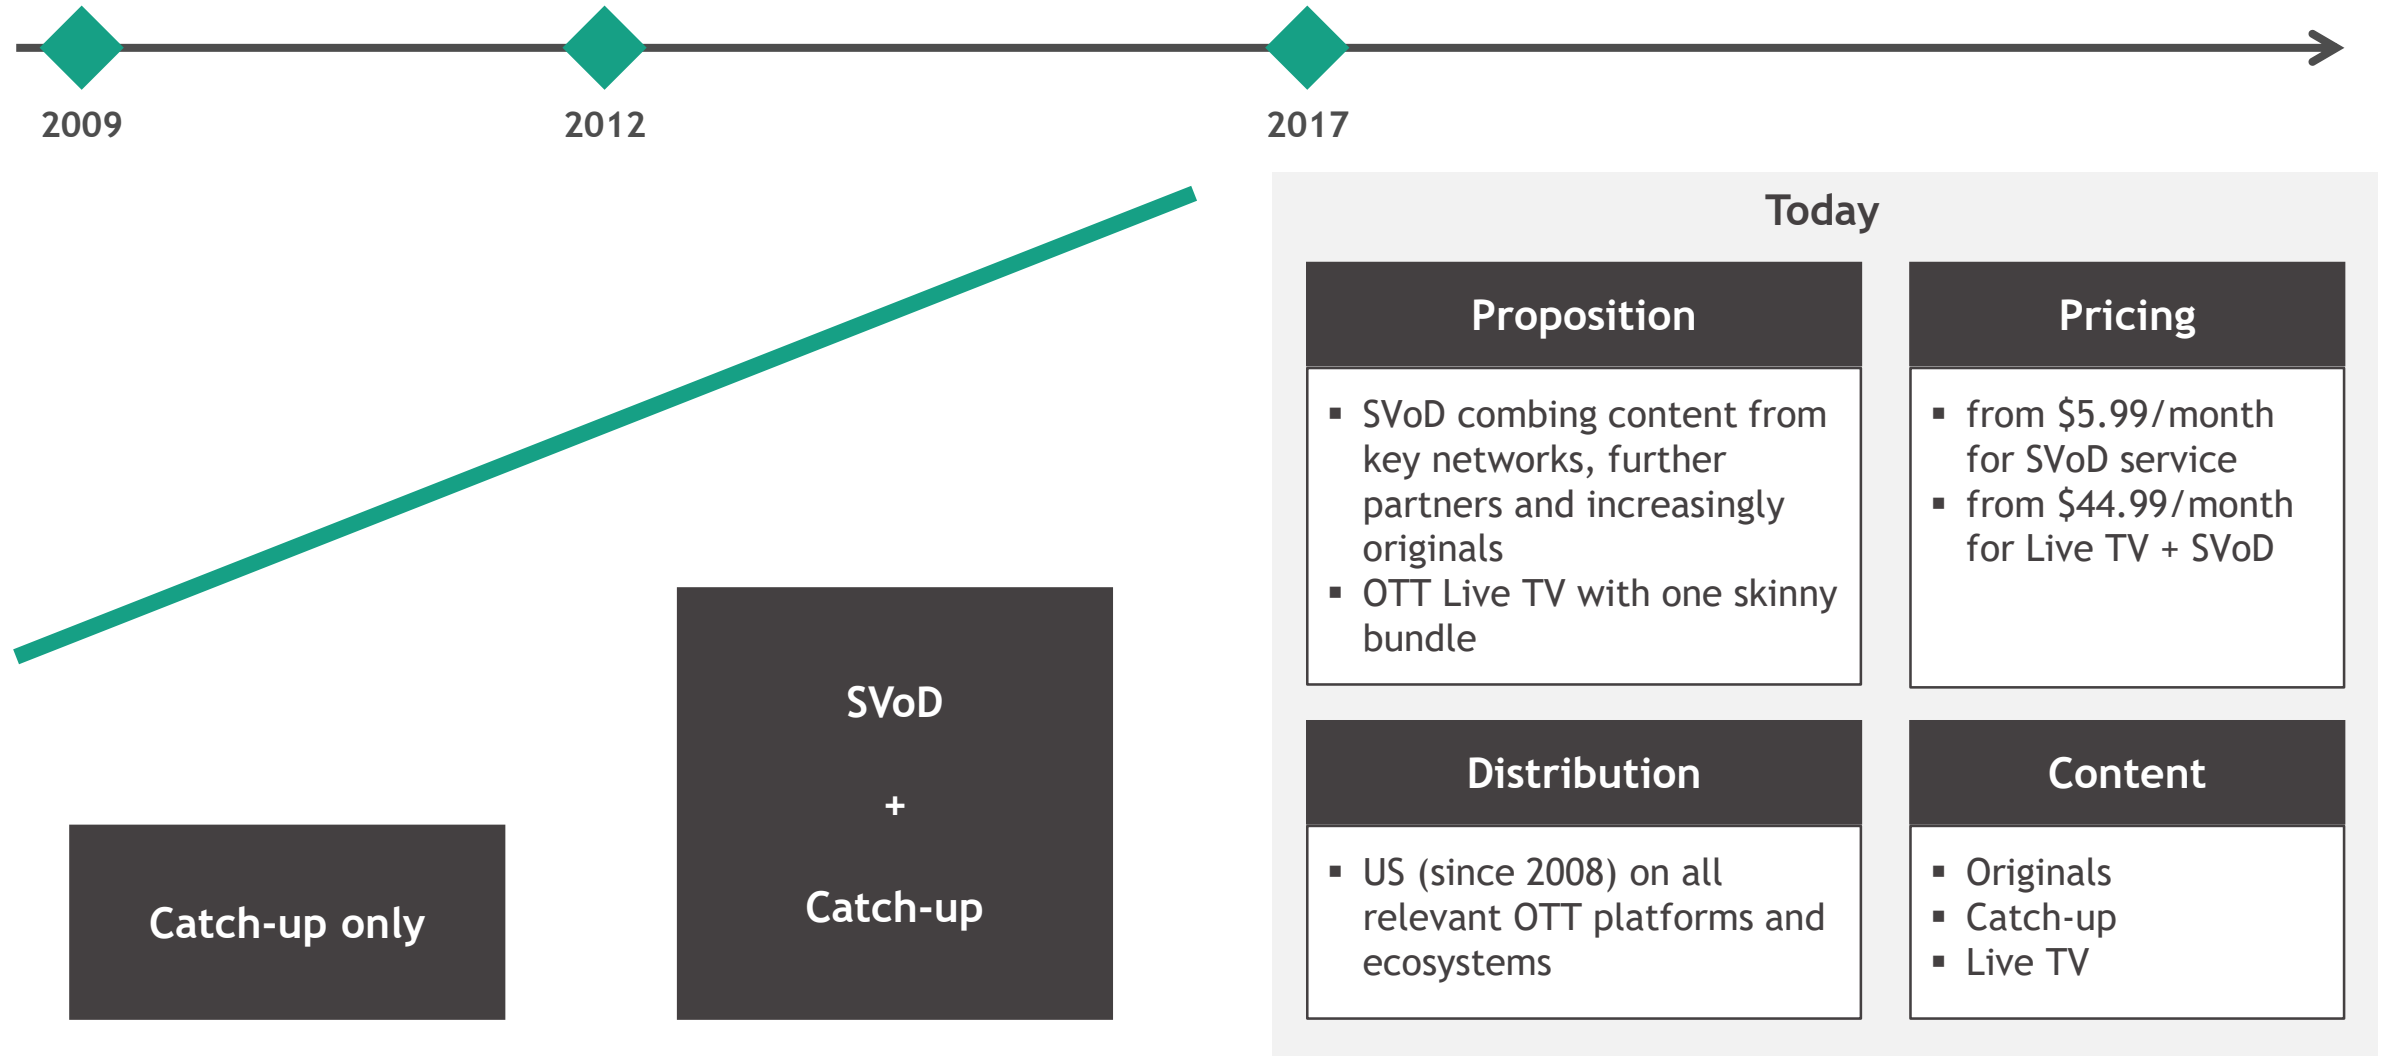 2009
2012
2017
Catch-up only
SVoD
+
Catch-up
Today
Proposition
▪ SVoD combing content from
key networks, further
partners and increasingly
originals
▪ OTT Live TV with one skinny
bundle
Pricing
▪ from $5.99/month
for SVoD service
▪ from $44.99/month
for Live TV + SVoD
Distribution
▪ US (since 2008) on all
relevant OTT platforms and
ecosystems
Content
▪ Originals
▪ Catch-up
▪ Live TV